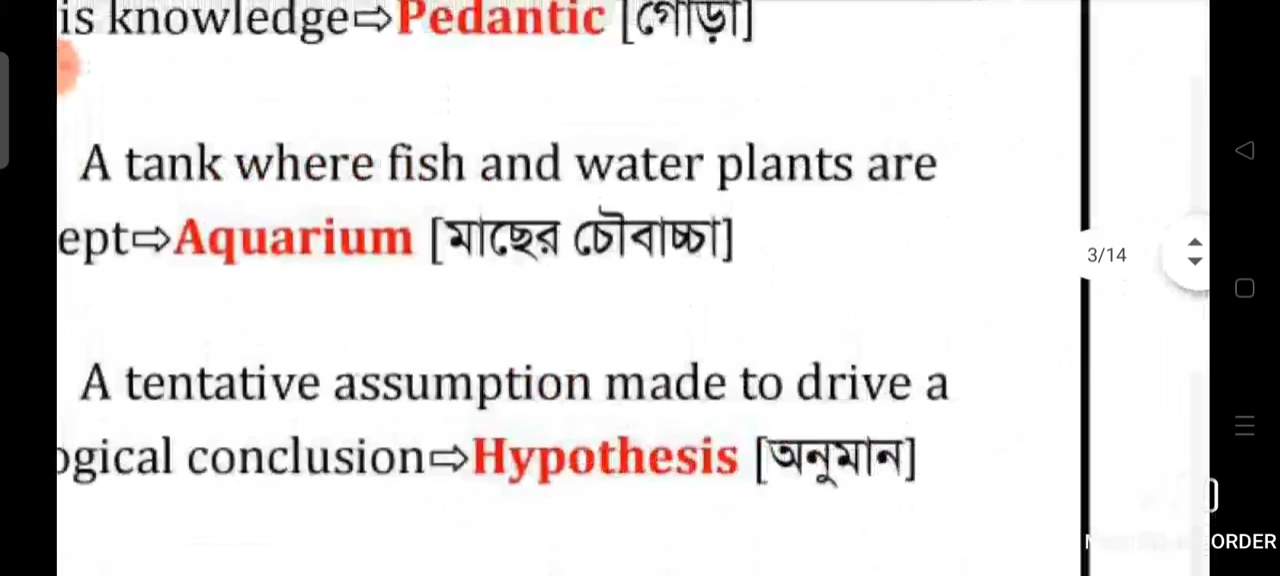 is knowledge⇨Pedantic [গোঁড়া]
A tank where fish and water plants are
ept⇨Aquarium [মাছের চৌবাচ্চা]
3/14
A tentative assumption made to drive a
ogical conclusion⇨Hypothesis [অনুমান]
ORDER